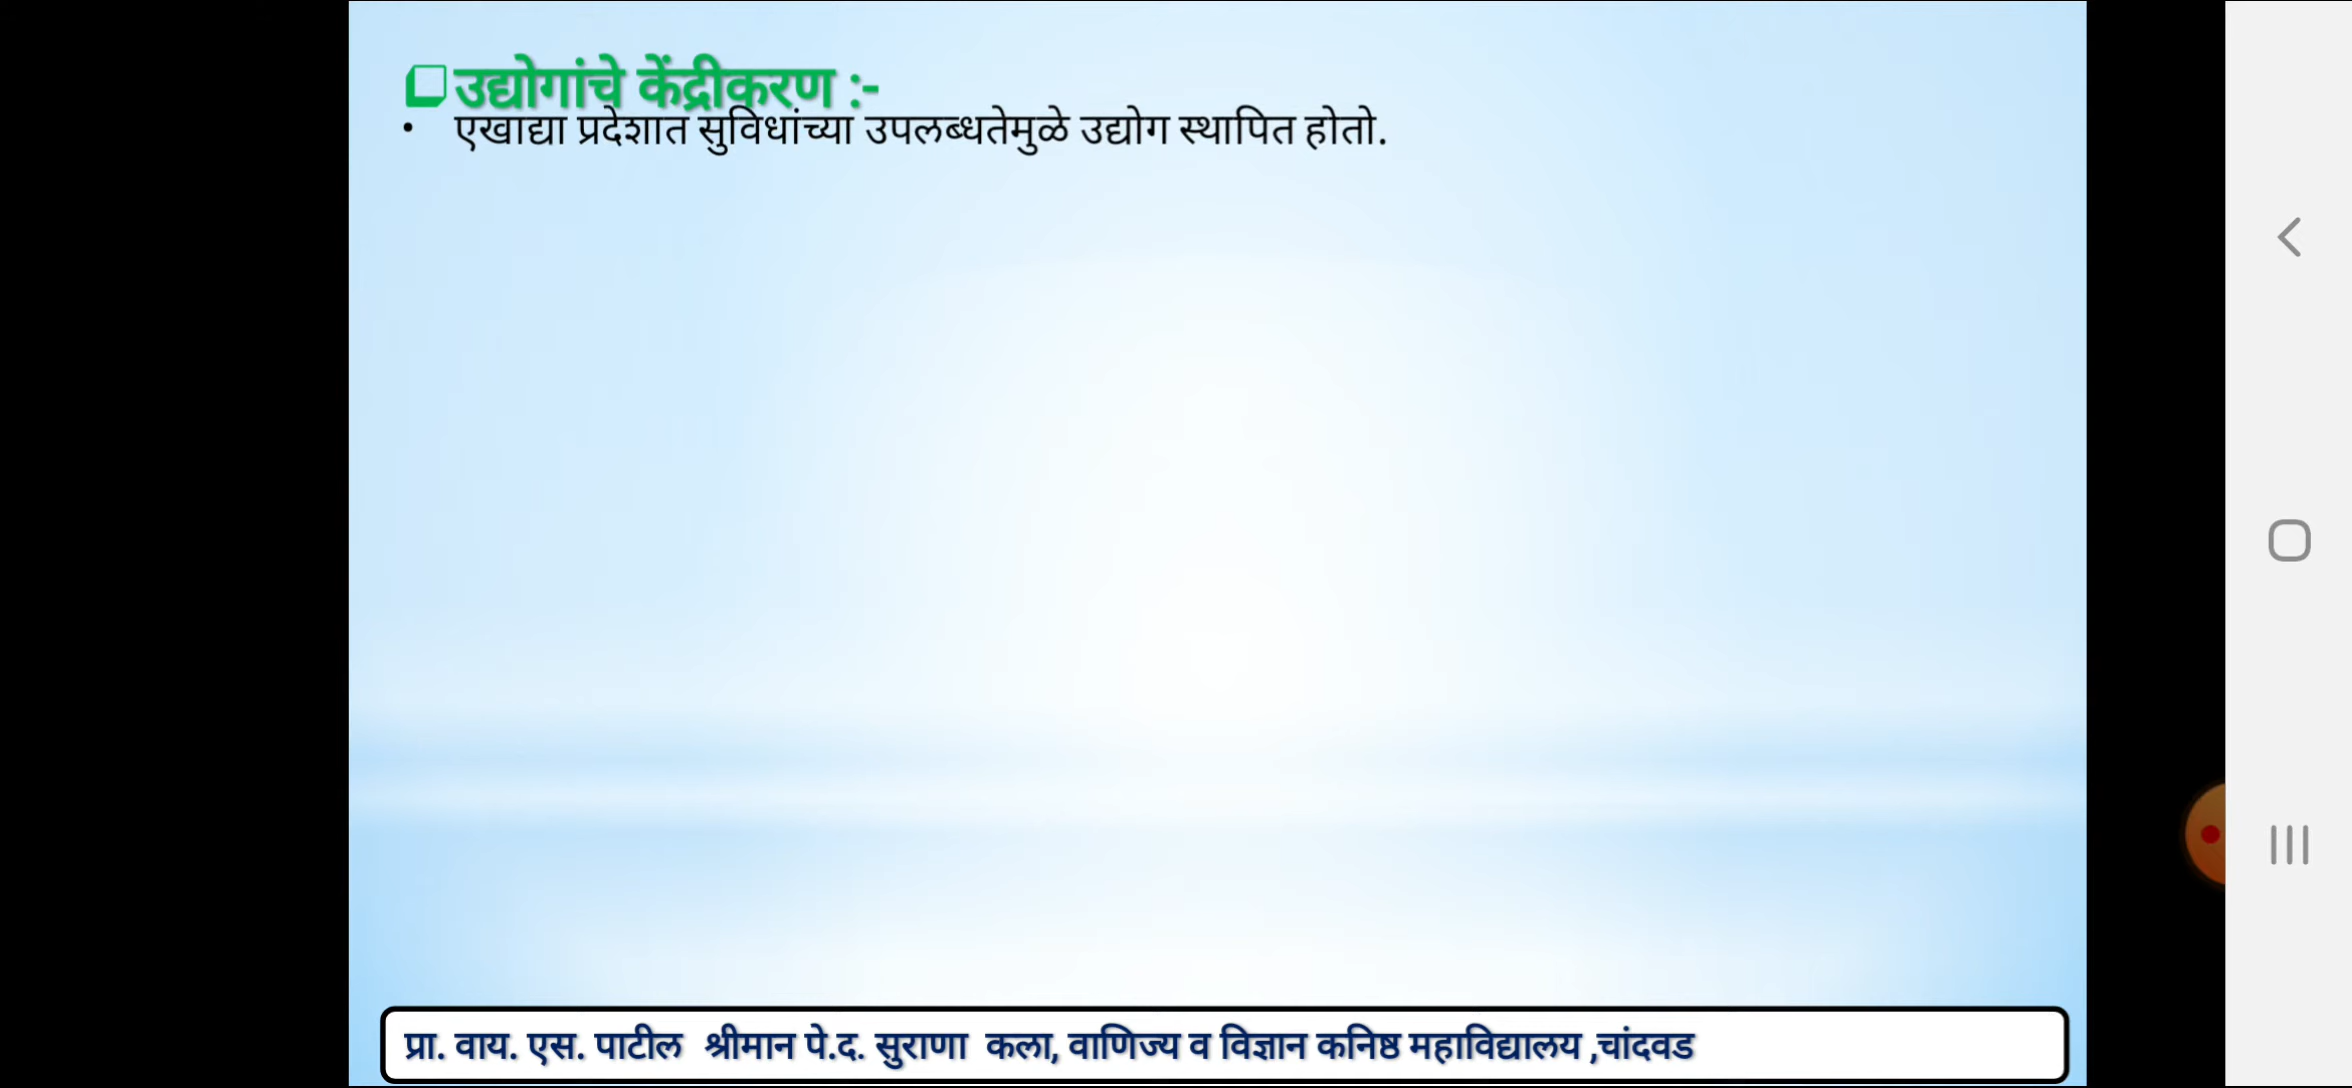 उद्योगांचे केंद्रीकरण :-
• एखाद्या प्रदेशात सुविधांच्या उपलब्धतेमुळे उद्योग स्थापित होतो.
प्रा. वाय. एस. पाटील श्रीमान पे.द. सुराणा कला, वाणिज्य व विज्ञान कनिष्ठ महाविद्यालय ,चांदवड